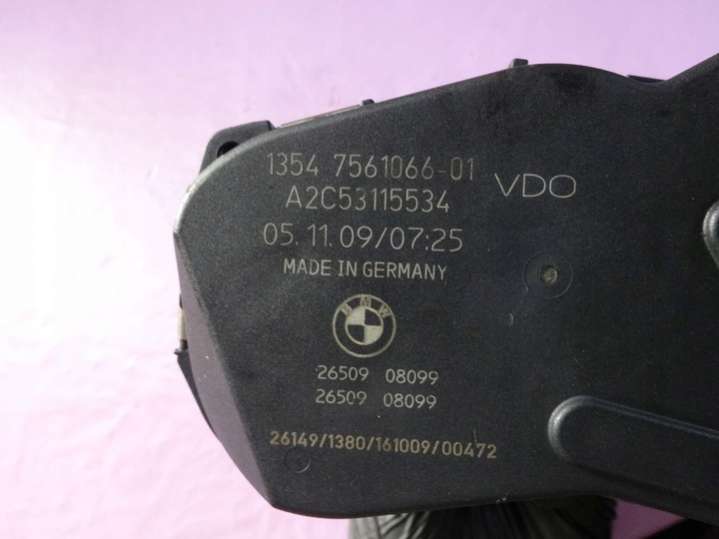 1354 7561066-01
VDO
A2C53115534
05.11.09/07:25
MADE IN GERMANY
BMW
26509 08099
26509 08099
26149/1380/161009/00472